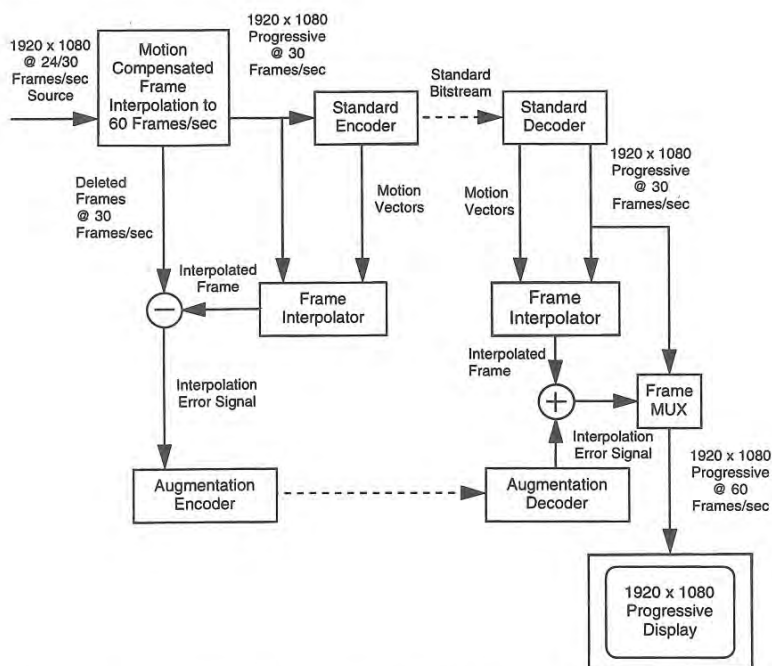 1920 x 1080
@ 24/30
Frames/sec
Source
Motion
Compensated
Frame
Interpolation to
60 Frames/sec
1920 x 1080
Progressive
@ 30
Frames/sec
Standard
Encoder
Standard
Bitstream
Standard
Decoder
1920 x 1080
Progressive
@ 30
Frames/sec
Deleted
Frames
@ 30
Frames/sec
Motion
Vectors
Motion
Vectors
Interpolated
Frame
Frame
Interpolator
Frame
Interpolator
−
Interpolated
Frame
Interpolation
Error Signal
+
Frame
MUX
Interpolation
Error Signal
1920 x 1080
Progressive
@ 60
Frames/sec
Augmentation
Encoder
Augmentation
Decoder
1920 x 1080
Progressive
Display